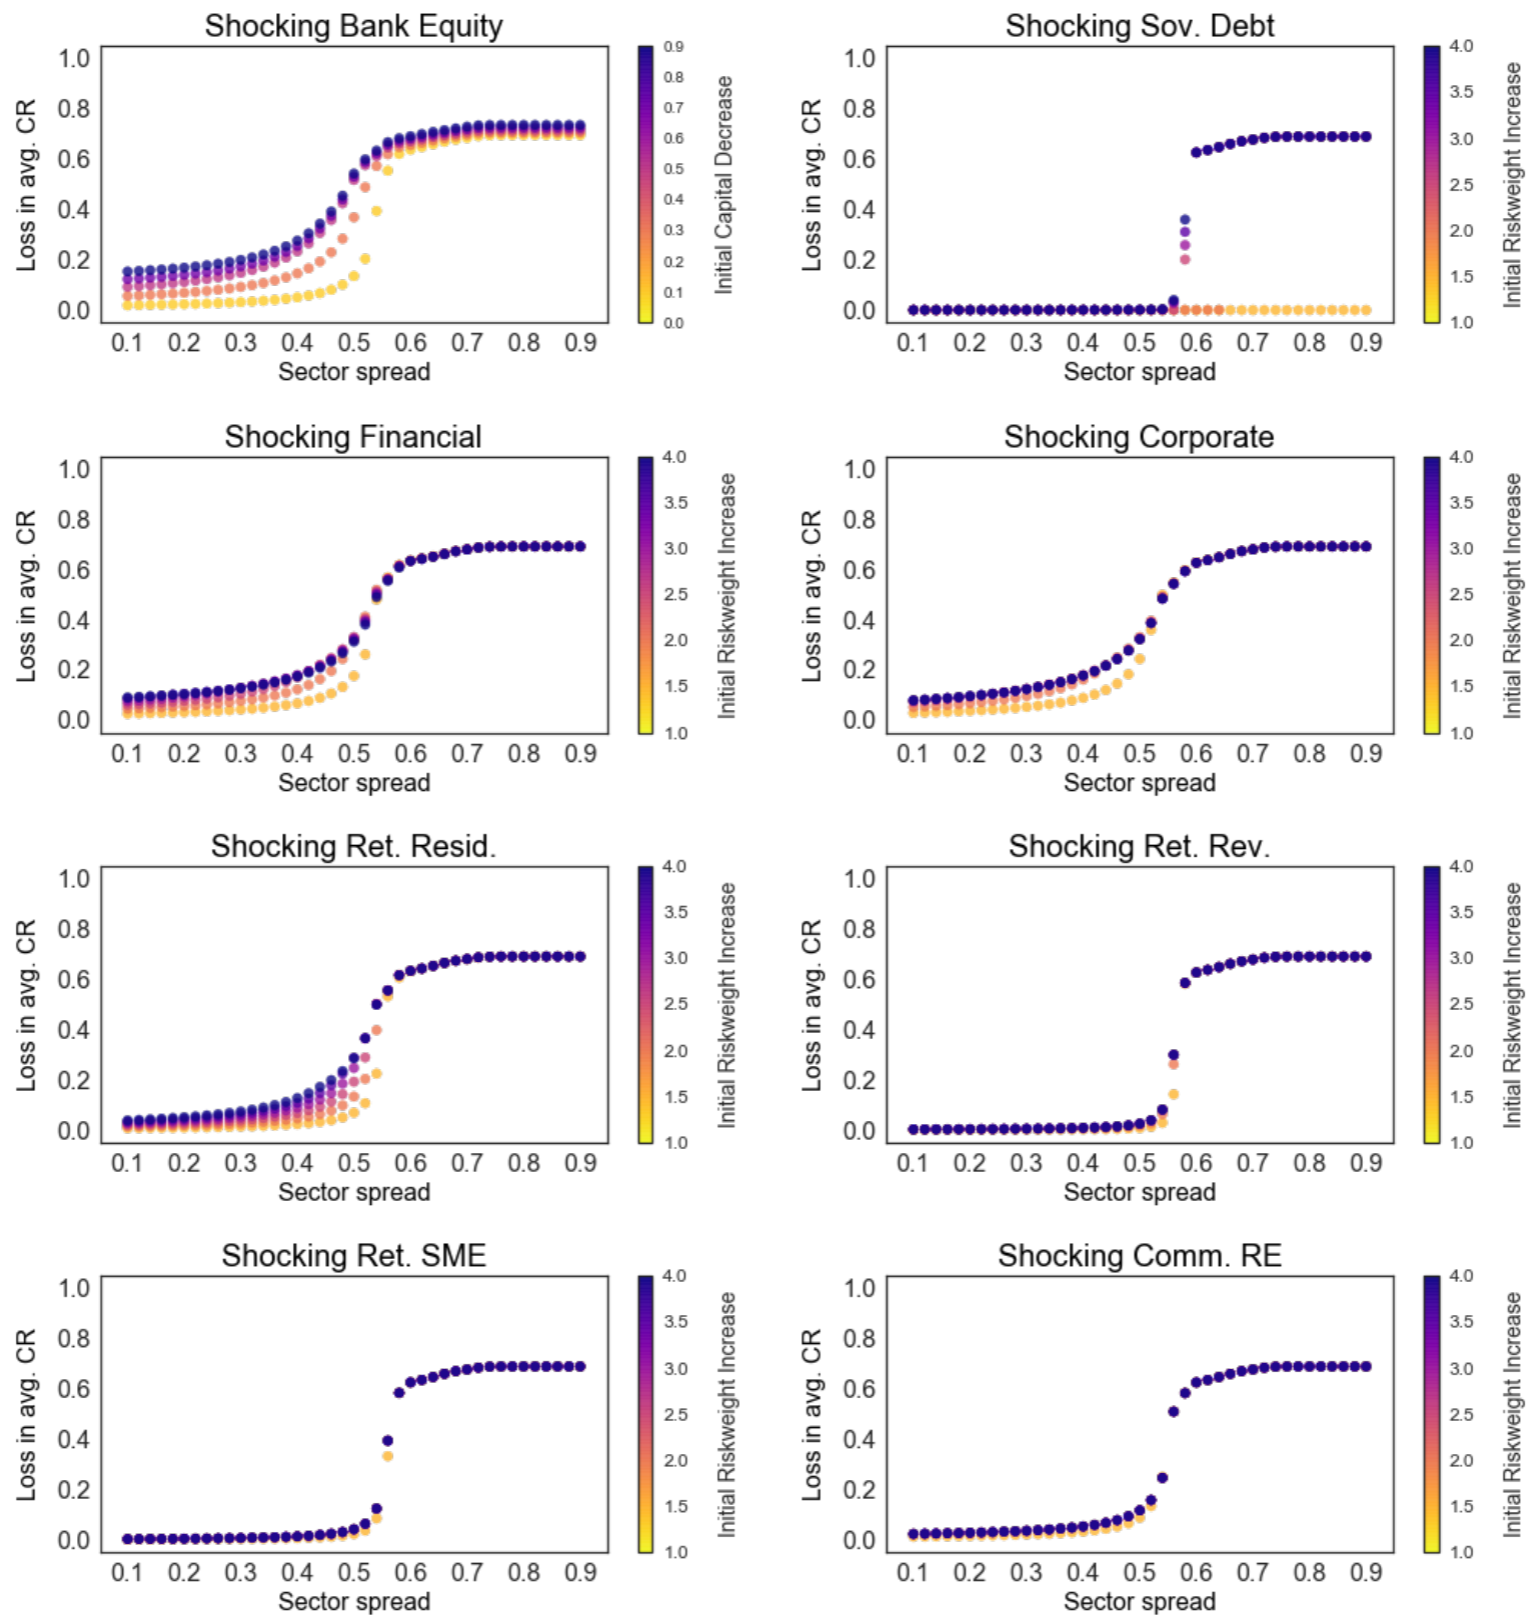 Shocking Bank Equity
Loss in avg. CR
1.0
0.8
0.6
0.4
0.2
0.0
0.1 0.2 0.3 0.4 0.5 0.6 0.7 0.8 0.9
Sector spread
0.9
0.8
0.7
0.6
0.5
0.4
0.3
0.2
0.1
0.0
Initial Capital Decrease
Shocking Sov. Debt
Loss in avg. CR
1.0
0.8
0.6
0.4
0.2
0.0
0.1 0.2 0.3 0.4 0.5 0.6 0.7 0.8 0.9
Sector spread
4.0
3.5
3.0
2.5
2.0
1.5
1.0
Initial Riskweight Increase
Shocking Financial
Loss in avg. CR
1.0
0.8
0.6
0.4
0.2
0.0
0.1 0.2 0.3 0.4 0.5 0.6 0.7 0.8 0.9
Sector spread
4.0
3.5
3.0
2.5
2.0
1.5
1.0
Initial Riskweight Increase
Shocking Corporate
Loss in avg. CR
1.0
0.8
0.6
0.4
0.2
0.0
0.1 0.2 0.3 0.4 0.5 0.6 0.7 0.8 0.9
Sector spread
4.0
3.5
3.0
2.5
2.0
1.5
1.0
Initial Riskweight Increase
Shocking Ret. Resid.
Loss in avg. CR
1.0
0.8
0.6
0.4
0.2
0.0
0.1 0.2 0.3 0.4 0.5 0.6 0.7 0.8 0.9
Sector spread
4.0
3.5
3.0
2.5
2.0
1.5
1.0
Initial Riskweight Increase
Shocking Ret. Rev.
Loss in avg. CR
1.0
0.8
0.6
0.4
0.2
0.0
0.1 0.2 0.3 0.4 0.5 0.6 0.7 0.8 0.9
Sector spread
4.0
3.5
3.0
2.5
2.0
1.5
1.0
Initial Riskweight Increase
Shocking Ret. SME
Loss in avg. CR
1.0
0.8
0.6
0.4
0.2
0.0
0.1 0.2 0.3 0.4 0.5 0.6 0.7 0.8 0.9
Sector spread
4.0
3.5
3.0
2.5
2.0
1.5
1.0
Initial Riskweight Increase
Shocking Comm. RE
Loss in avg. CR
1.0
0.8
0.6
0.4
0.2
0.0
0.1 0.2 0.3 0.4 0.5 0.6 0.7 0.8 0.9
Sector spread
4.0
3.5
3.0
2.5
2.0
1.5
1.0
Initial Riskweight Increase